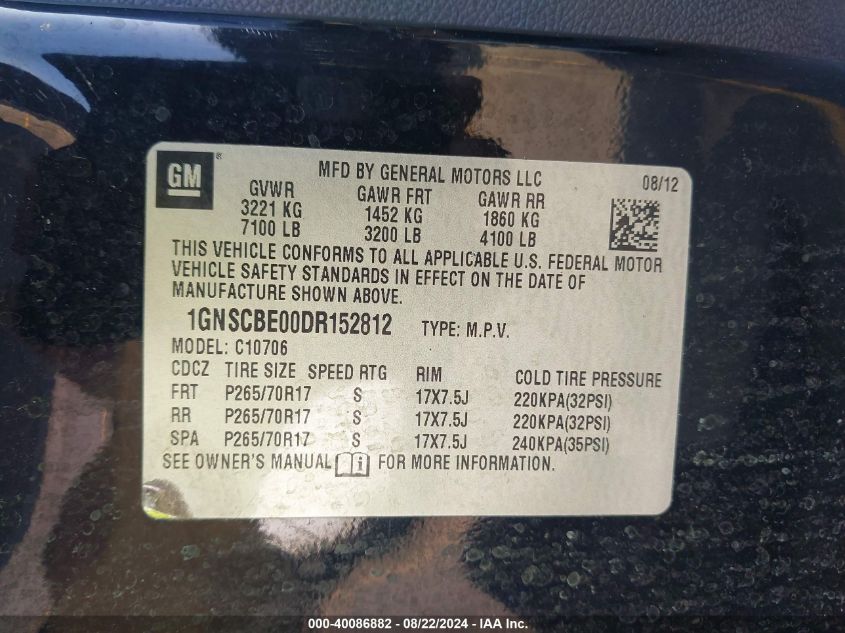 GM ®
MFD BY GENERAL MOTORS LLC 08/12
GVWR GAWR FRT GAWR RR
3221 KG 1452 KG 1860 KG
7100 LB 3200 LB 4100 LB
THIS VEHICLE CONFORMS TO ALL APPLICABLE U.S. FEDERAL MOTOR
VEHICLE SAFETY STANDARDS IN EFFECT ON THE DATE OF
MANUFACTURE SHOWN ABOVE.
1GNSCBE00DR152812 TYPE: M.P.V.
MODEL: C10706
CDCZ TIRE SIZE SPEED RTG RIM COLD TIRE PRESSURE
FRT P265/70R17 S 17X7.5J 220KPA(32PSI)
RR P265/70R17 S 17X7.5J 220KPA(32PSI)
SPA P265/70R17 S 17X7.5J 240KPA(35PSI)
SEE OWNER'S MANUAL i FOR MORE INFORMATION.
000-40086882 - 08/22/2024 - IAA Inc.